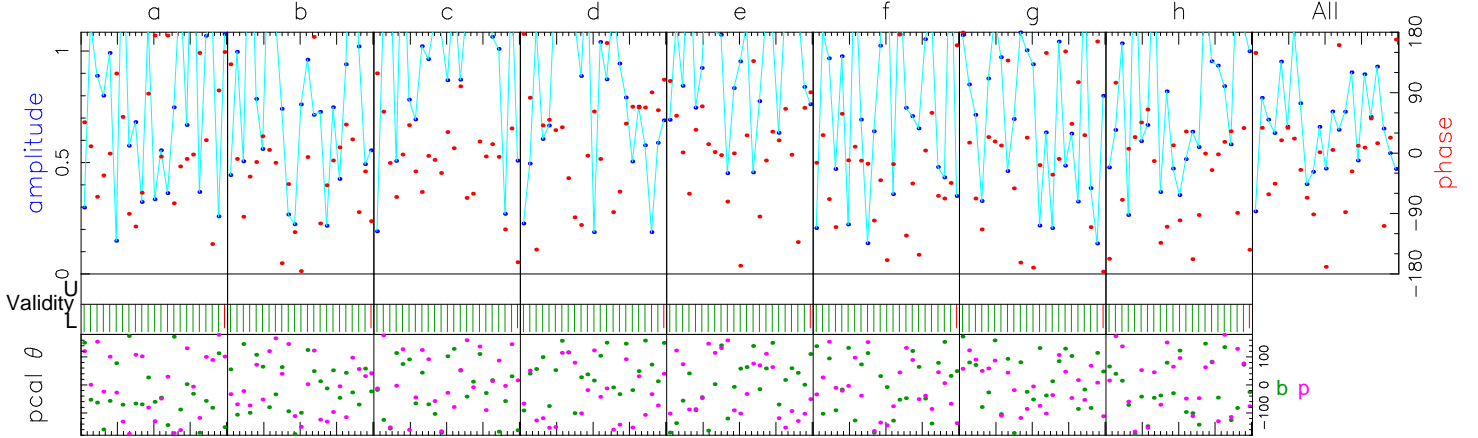 a b c d e f g h All
amplitude
1
0.5
0
180
90
0
-90
-180
phase
Validity
U
L
pcal θ
100
0
-100
b p